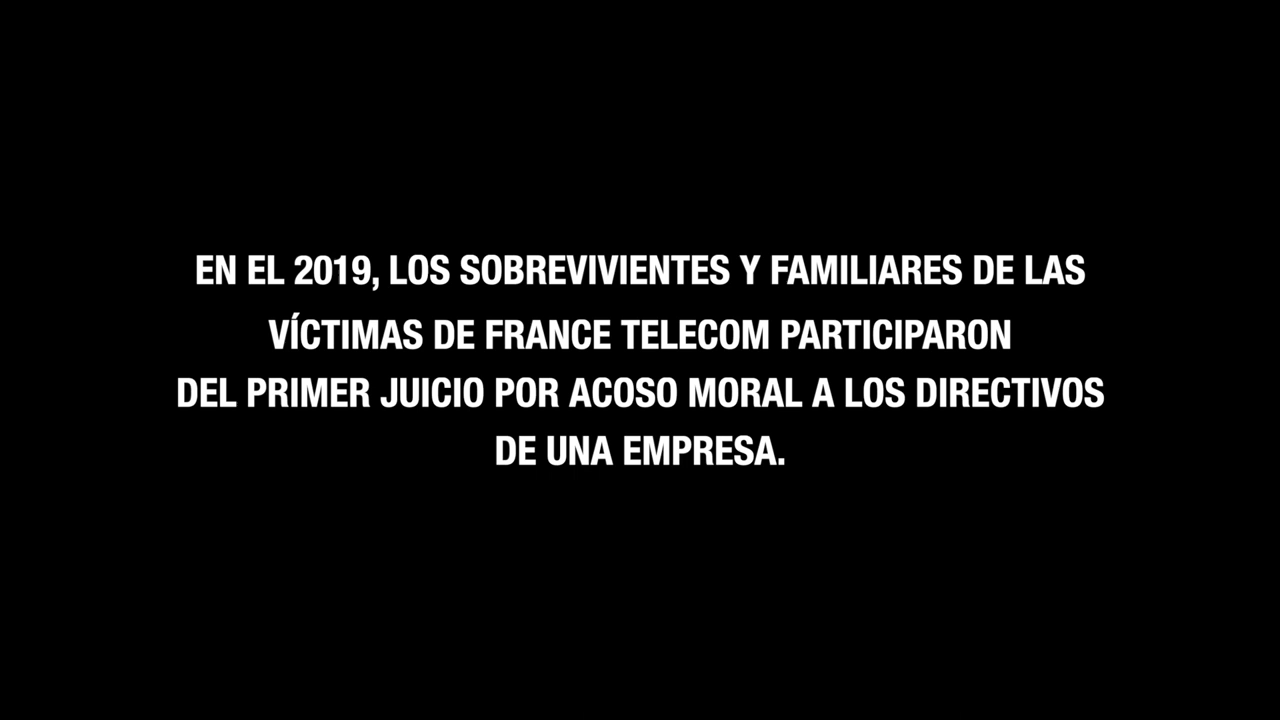 EN EL 2019, LOS SOBREVIVIENTES Y FAMILIARES DE LAS
VÍCTIMAS DE FRANCE TELECOM PARTICIPARON
DEL PRIMER JUICIO POR ACOSO MORAL A LOS DIRECTIVOS
DE UNA EMPRESA.